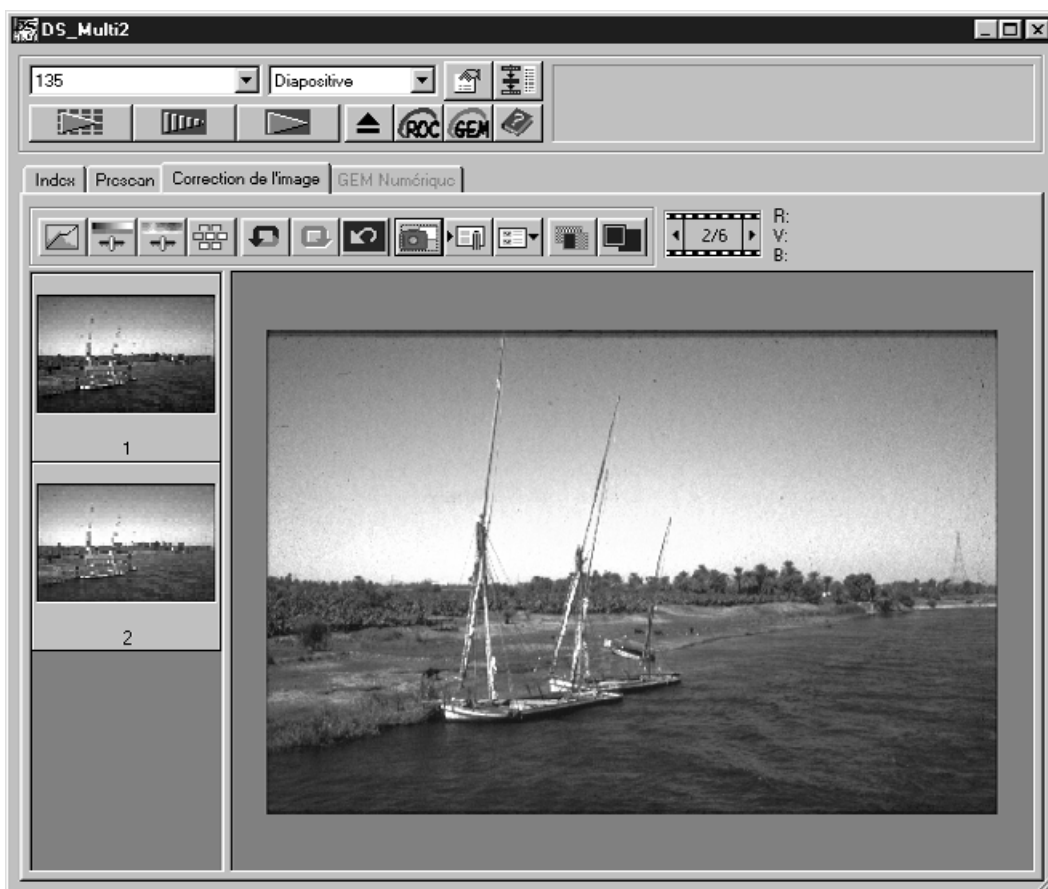 DS_Multi2
135 Diapositive
ROC GEM
Index Prescan Correction de l'image GEM Numérique
2/6
R:
V:
B:
1
2